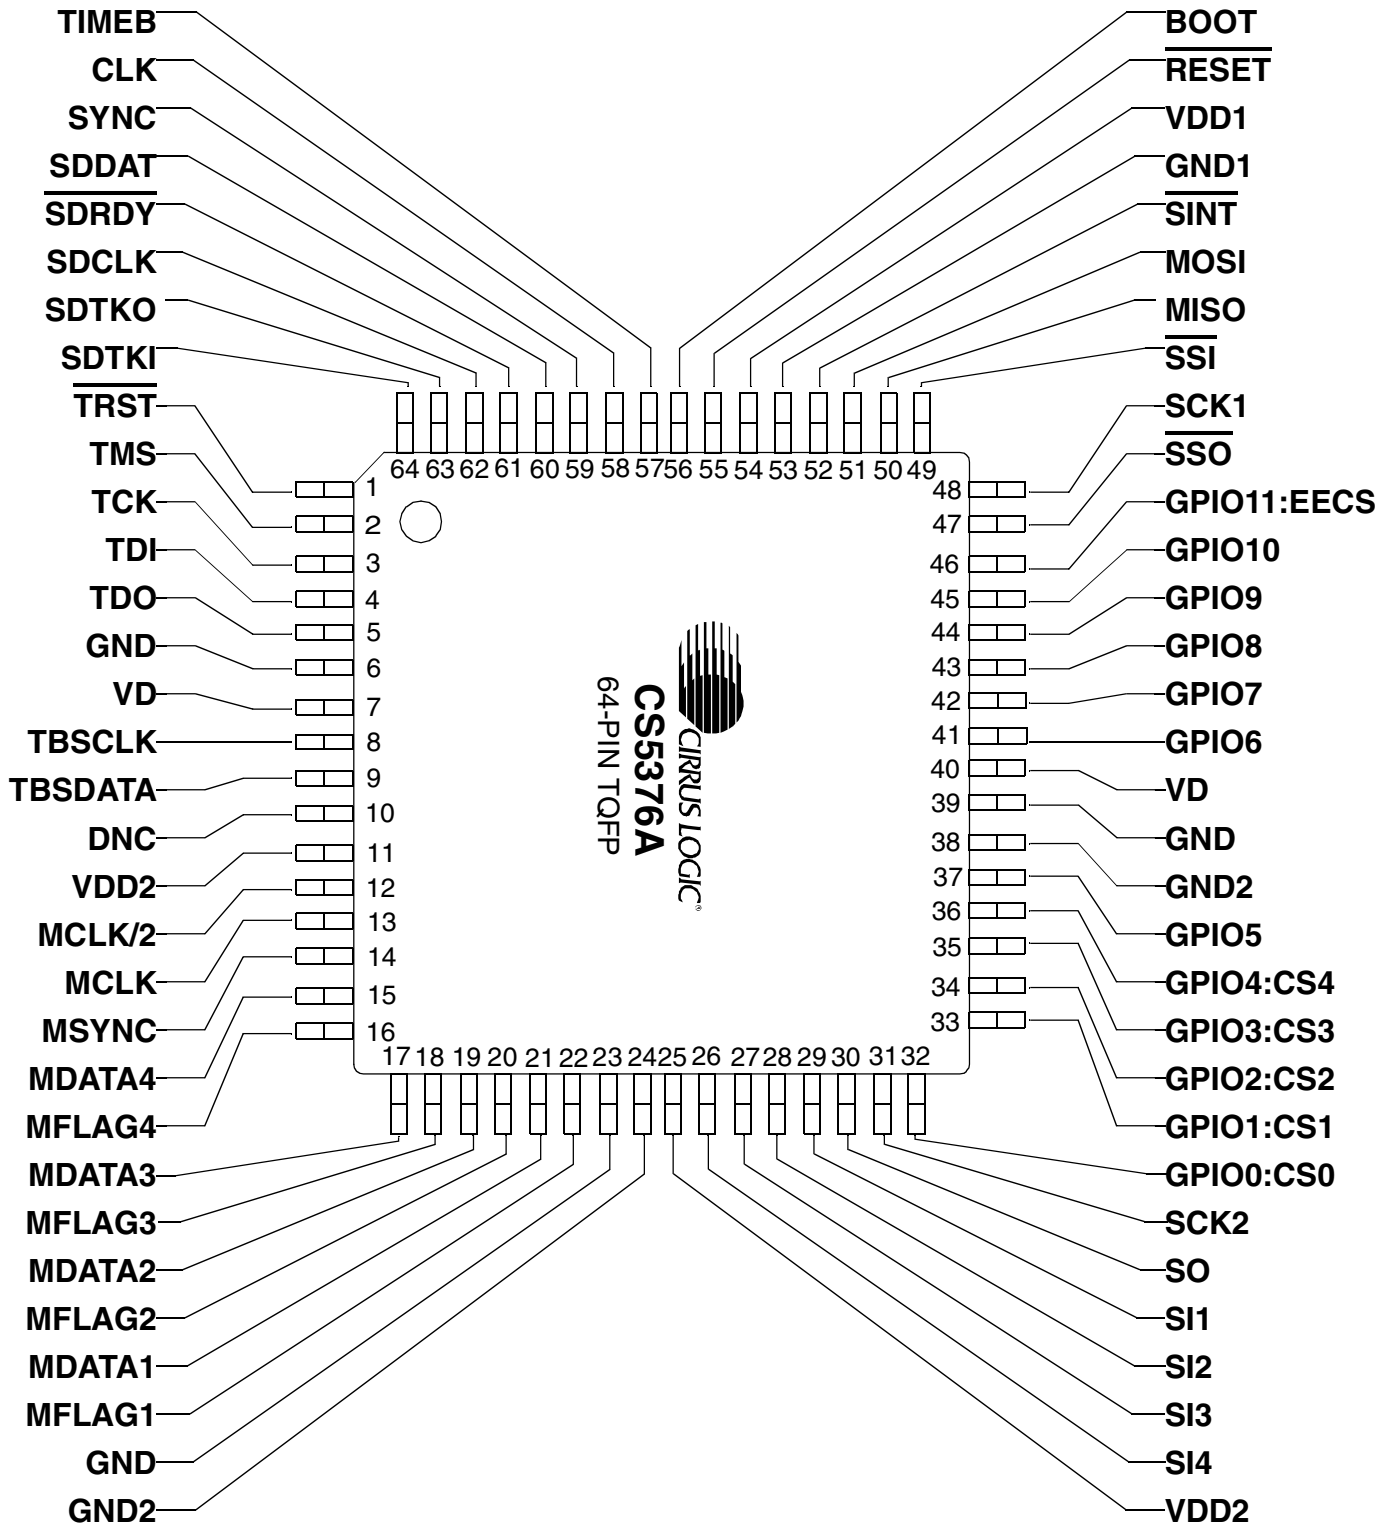 TIMEB
CLK
SYNC
SDDAT
SDRDY
SDCLK
SDTKO
SDTKI
TRST
TMS
TCK
TDI
TDO
GND
VD
TBSCLK
TBSDATA
DNC
VDD2
MCLK/2
MCLK
MSYNC
MDATA4
MFLAG4
MDATA3
MFLAG3
MDATA2
MFLAG2
MDATA1
MFLAG1
GND
GND2
64 63 62 61 60 59 58 57 56 55 54 53 52 51 50 49
1
2
3
4
5
6
7
8
9
10
11
12
13
14
15
16
CIRRUS LOGIC®
CS5376A
64-PIN TQFP
48
47
46
45
44
43
42
41
40
39
38
37
36
35
34
33
17 18 19 20 21 22 23 24 25 26 27 28 29 30 31 32
BOOT
RESET
VDD1
GND1
SINT
MOSI
MISO
SSI
SCK1
SSO
GPIO11:EECS
GPIO10
GPIO9
GPIO8
GPIO7
GPIO6
VD
GND
GND2
GPIO5
GPIO4:CS4
GPIO3:CS3
GPIO2:CS2
GPIO1:CS1
GPIO0:CS0
SCK2
SO
SI1
SI2
SI3
SI4
VDD2